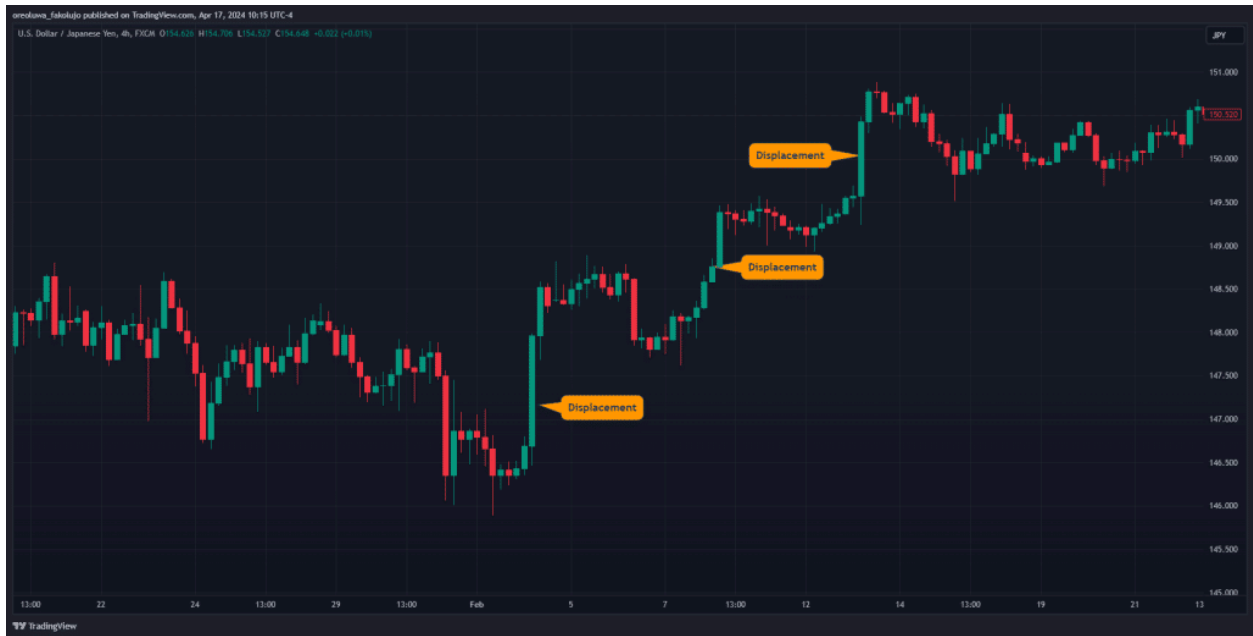 oreoluwa_fakolujo published on TradingView.com, Apr 17, 2024 10:15 UTC-4
U.S. Dollar / Japanese Yen, 4h, FXCM O154.626 H154.706 L154.527 C154.648 +0.022 (+0.01%)
JPY
151.000
150.520
Displacement
150.000
149.500
149.000
Displacement
148.500
148.000
147.500
Displacement
147.000
146.500
146.000
145.500
145.000
13:00 22 24 13:00 29 13:00 Feb 5 7 13:00 12 14 13:00 19 21 13
TradingView